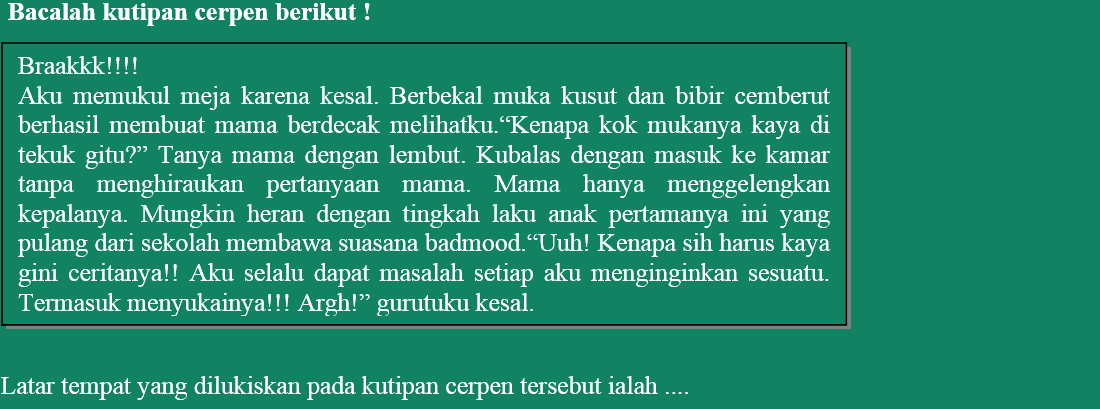 Bacalah kutipan cerpen berikut !
Braakkk!!!!
Aku memukul meja karena kesal. Berbekal muka kusut dan bibir cemberut
berhasil membuat mama berdecak melihatku.“Kenapa kok mukanya kaya di
tekuk gitu?” Tanya mama dengan lembut. Kubalas dengan masuk ke kamar
tanpa menghiraukan pertanyaan mama. Mama hanya menggelengkan
kepalanya. Mungkin heran dengan tingkah laku anak pertamanya ini yang
pulang dari sekolah membawa suasana badmood.“Uuh! Kenapa sih harus kaya
gini ceritanya!! Aku selalu dapat masalah setiap aku menginginkan sesuatu.
Termasuk menyukainya!!! Argh!” gurutuku kesal.
Latar tempat yang dilukiskan pada kutipan cerpen tersebut ialah ....